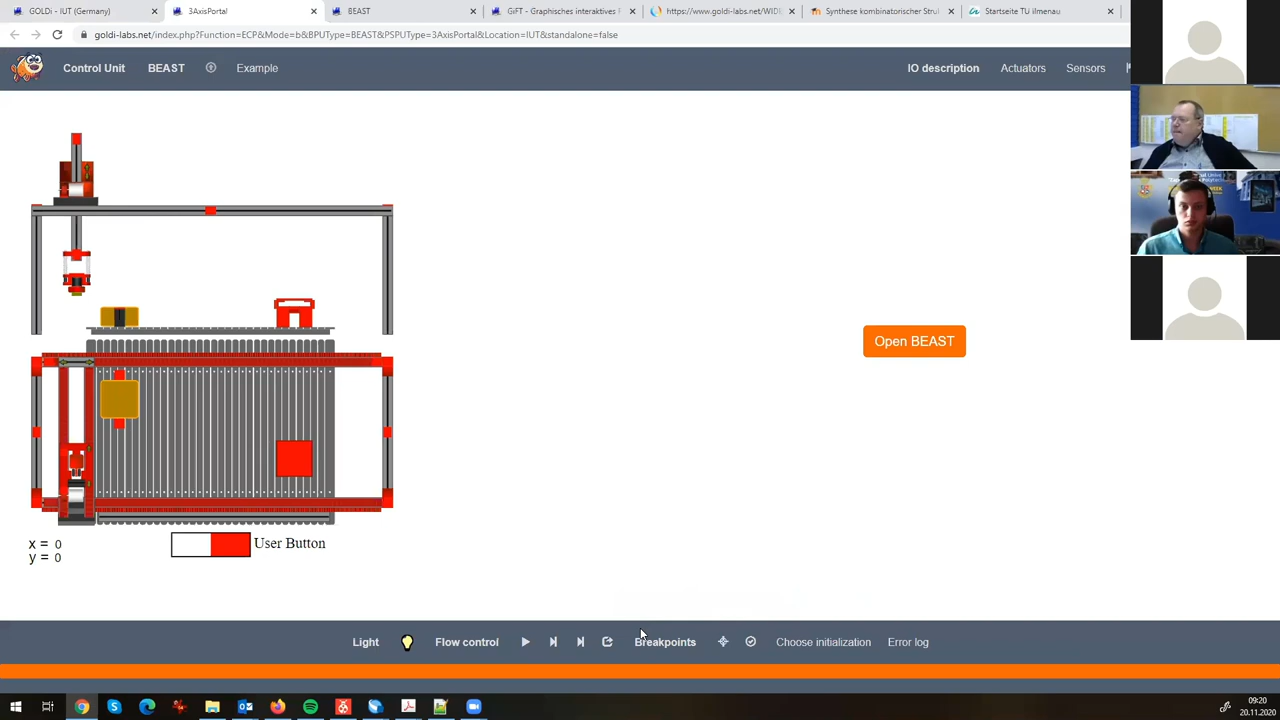 GOLDi - IUT (Germany)
3AxisPortal
BEAST
GIFT - Graphisches interaktives F
https://www.goldi-labs.net/WIDE
Synthese kombinatorischer Struk
Startseite TU Ilmenau
goldi-labs.net/index.php?Function=ECP&Mode=b&BPUType=BEAST&PSPUType=3AxisPortal&Location=IUT&standalone=false
Control Unit BEAST Example IO description Actuators Sensors
Open BEAST
x = 0
y = 0
User Button
Light Flow control Breakpoints Choose initialization Error log
09:20
20.11.2020